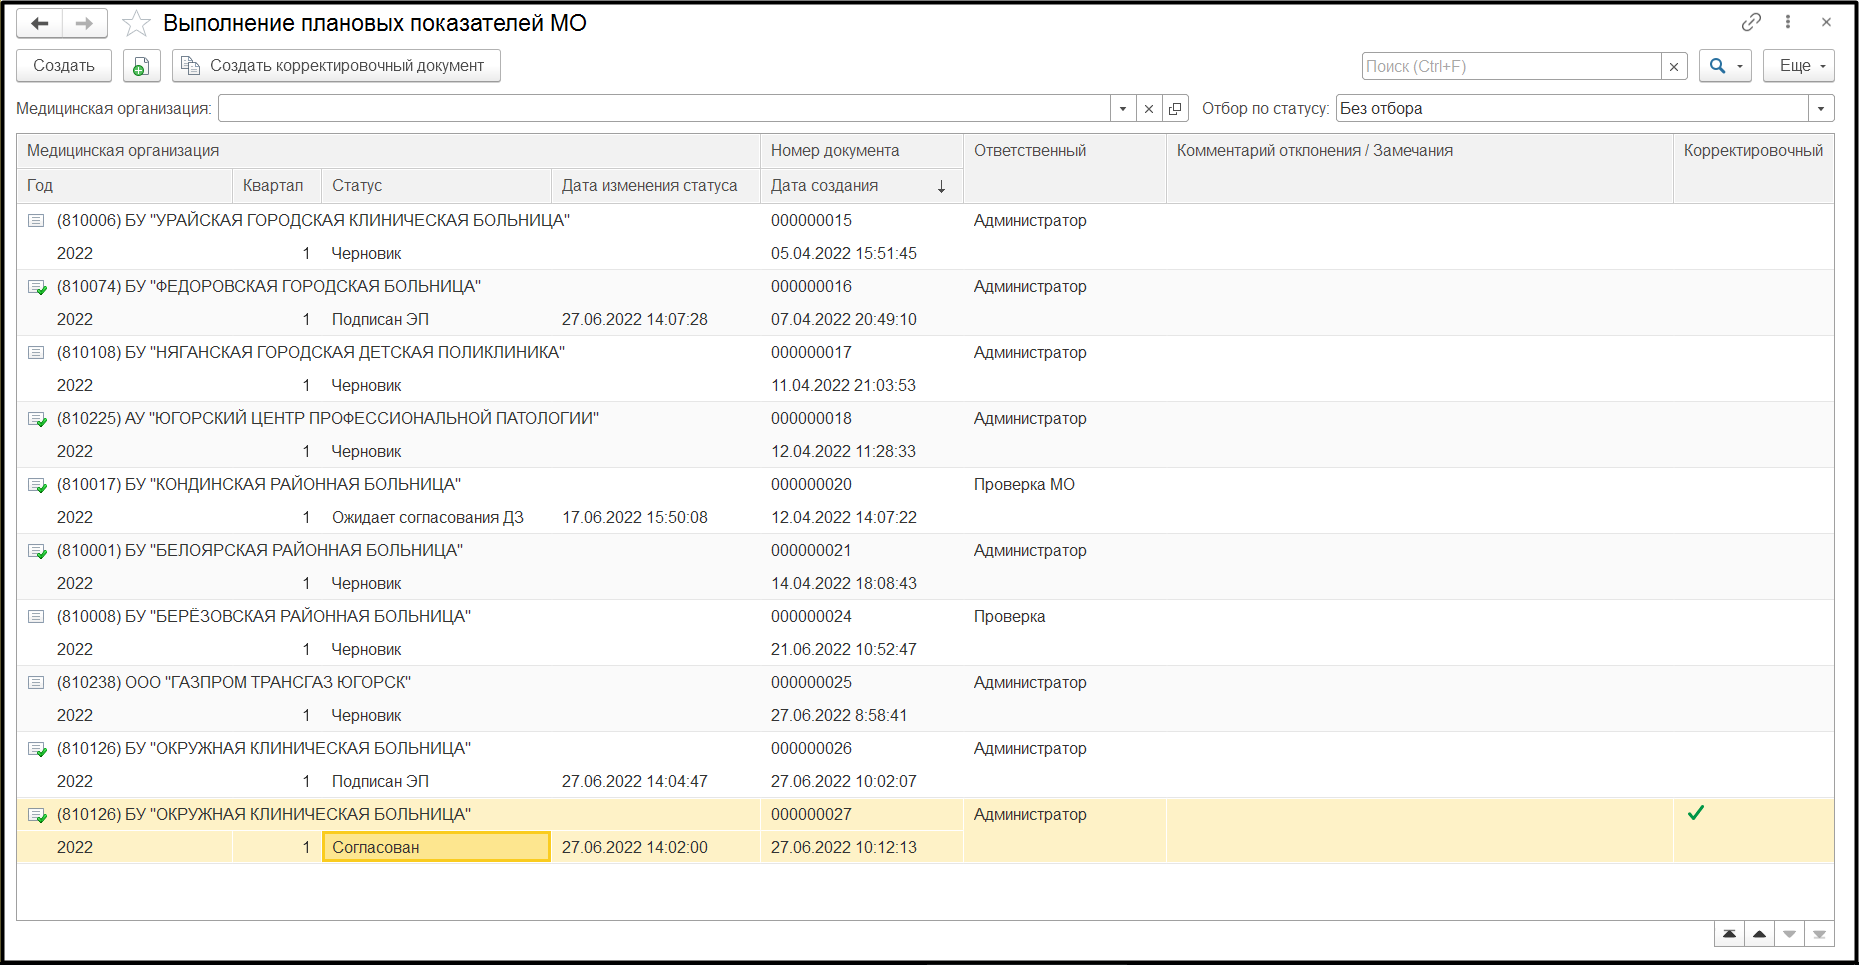 Выполнение плановых показателей МО
Создать
Создать корректировочный документ
Поиск (Ctrl+F)
Еще
Медицинская организация:
Отбор по статусу: Без отбора
Медицинская организация Номер документа Ответственный Комментарий отклонения / Замечания Корректировочный
Год Квартал Статус Дата изменения статуса Дата создания
(810006) БУ "УРАЙСКАЯ ГОРОДСКАЯ КЛИНИЧЕСКАЯ БОЛЬНИЦА" 000000015 Администратор
2022 1 Черновик 05.04.2022 15:51:45
(810074) БУ "ФЕДОРОВСКАЯ ГОРОДСКАЯ БОЛЬНИЦА" 000000016 Администратор
2022 1 Подписан ЭП 27.06.2022 14:07:28 07.04.2022 20:49:10
(810108) БУ "НЯГАНСКАЯ ГОРОДСКАЯ ДЕТСКАЯ ПОЛИКЛИНИКА" 000000017 Администратор
2022 1 Черновик 11.04.2022 21:03:53
(810225) АУ "ЮГОРСКИЙ ЦЕНТР ПРОФЕССИОНАЛЬНОЙ ПАТОЛОГИИ" 000000018 Администратор
2022 1 Черновик 12.04.2022 11:28:33
(810017) БУ "КОНДИНСКАЯ РАЙОННАЯ БОЛЬНИЦА" 000000020 Проверка МО
2022 1 Ожидает согласования ДЗ 17.06.2022 15:50:08 12.04.2022 14:07:22
(810001) БУ "БЕЛОЯРСКАЯ РАЙОННАЯ БОЛЬНИЦА" 000000021 Администратор
2022 1 Черновик 14.04.2022 18:08:43
(810008) БУ "БЕРЁЗОВСКАЯ РАЙОННАЯ БОЛЬНИЦА" 000000024 Проверка
2022 1 Черновик 21.06.2022 10:52:47
(810238) ООО "ГАЗПРОМ ТРАНСГАЗ ЮГОРСК" 000000025 Администратор
2022 1 Черновик 27.06.2022 8:58:41
(810126) БУ "ОКРУЖНАЯ КЛИНИЧЕСКАЯ БОЛЬНИЦА" 000000026 Администратор
2022 1 Подписан ЭП 27.06.2022 14:04:47 27.06.2022 10:02:07
(810126) БУ "ОКРУЖНАЯ КЛИНИЧЕСКАЯ БОЛЬНИЦА" 000000027 Администратор
2022 1 Согласован 27.06.2022 14:02:00 27.06.2022 10:12:13